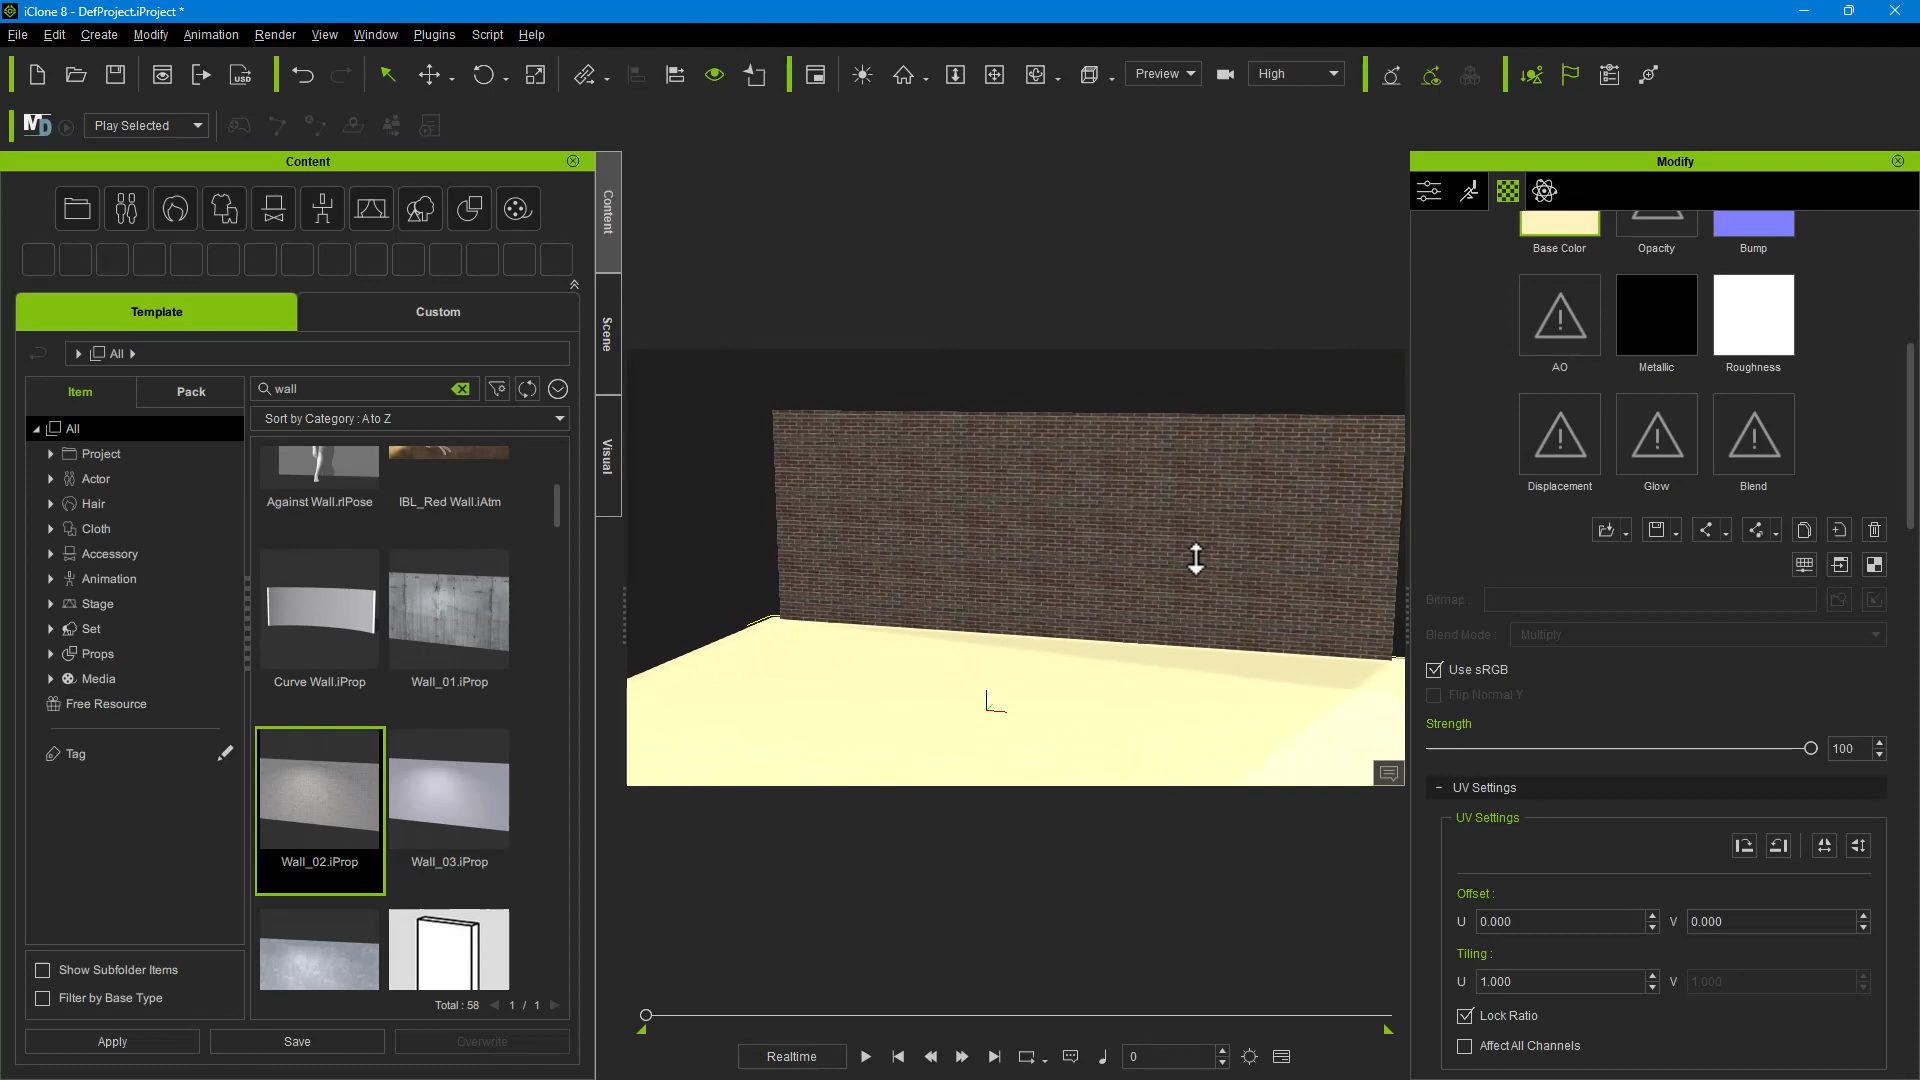 iClone 8 - DefProject.iProject *
File Edit Create Modify Animation Render View Window Plugins Script Help
USD
Preview
High
MD
Play Selected
Content
Template
Custom
All
Item
Pack
wall
Sort by Category : A to Z
All
Project
Actor
Hair
Cloth
Accessory
Animation
Stage
Set
Props
Media
Free Resource
Tag
Against Wall.rlPose
IBL_Red Wall.iAtm
Curve Wall.iProp
Wall_01.iProp
Wall_02.iProp
Wall_03.iProp
Total : 58
1 / 1
Show Subfolder Items
Filter by Base Type
Apply
Save
Overwrite
Content
Scene
Visual
Realtime
0
Modify
Base Color
Opacity
Bump
AO
Metallic
Roughness
Displacement
Glow
Blend
Bitmap :
Blend Mode :
Multiply
Use sRGB
Flip Normal Y
Strength
100
UV Settings
UV Settings
Offset :
U 0.000 V 0.000
Tiling :
U 1.000 V 1.000
Lock Ratio
Affect All Channels